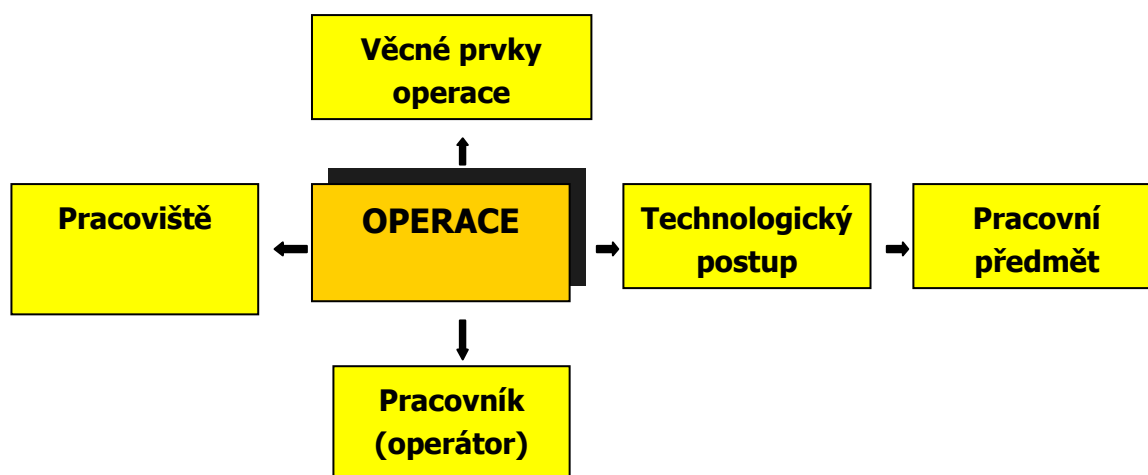 Věcné prvky
operace
Pracoviště
OPERACE
Technologický
postup
Pracovní
předmět
Pracovník
(operátor)